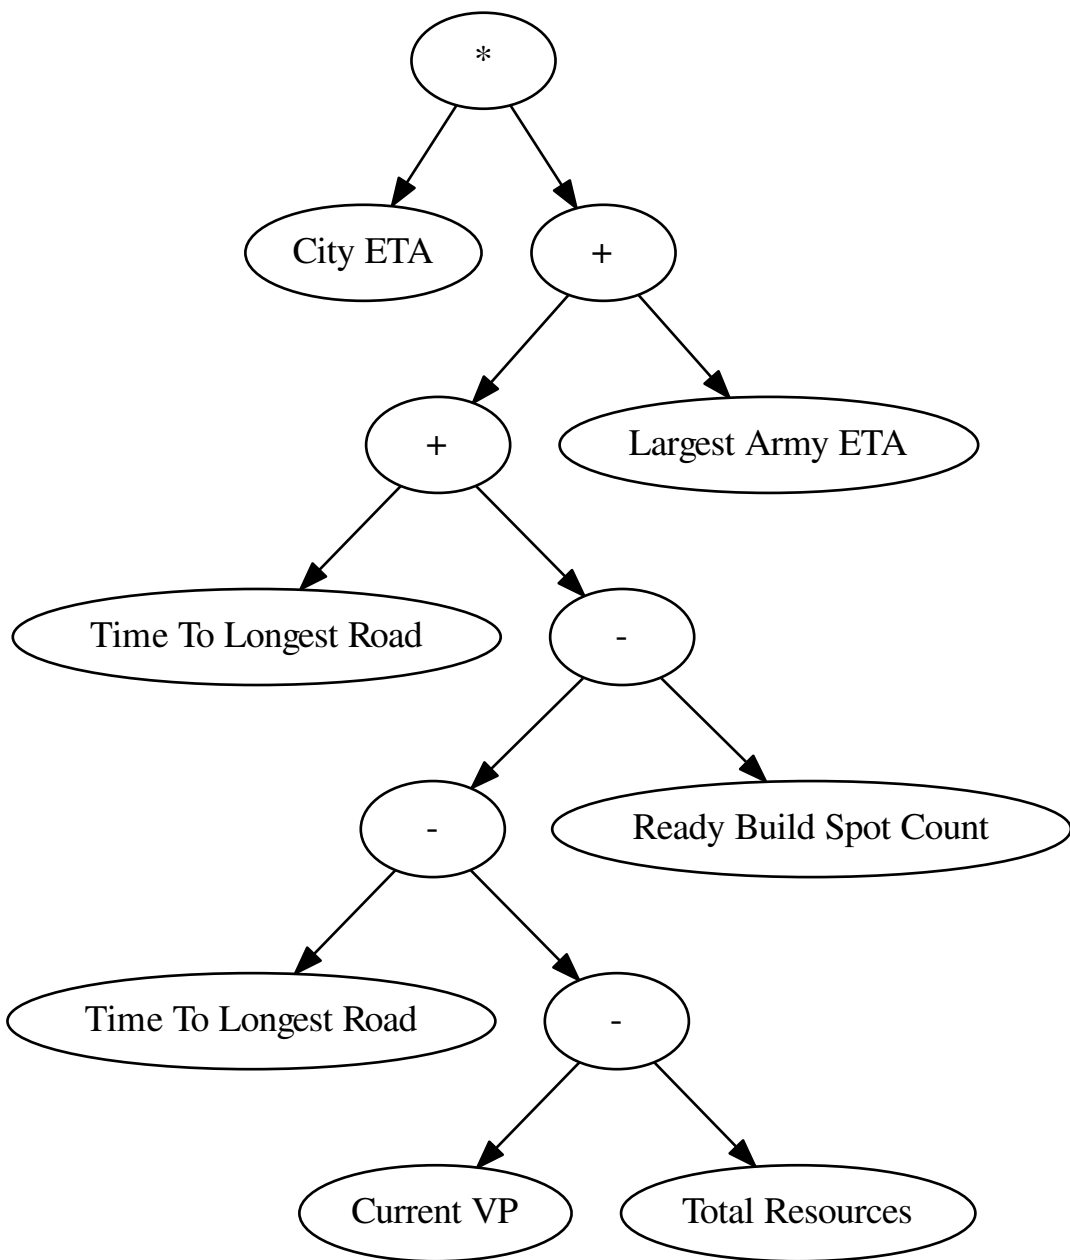 *
City ETA
+
+
Largest Army ETA
Time To Longest Road
-
-
Ready Build Spot Count
Time To Longest Road
-
Current VP
Total Resources